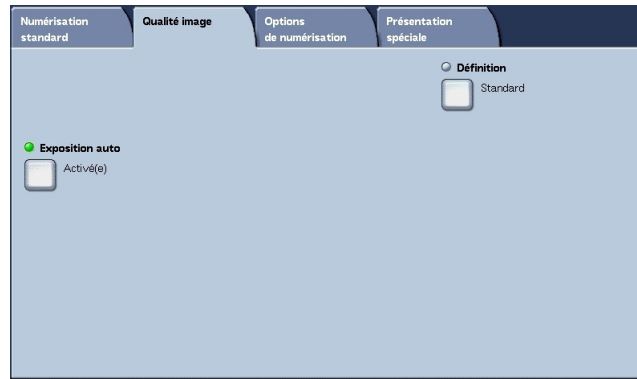 Numérisation
standard
Qualité image
Options
de numérisation
Présentation
spéciale
Définition
Standard
Exposition auto
Activé(e)